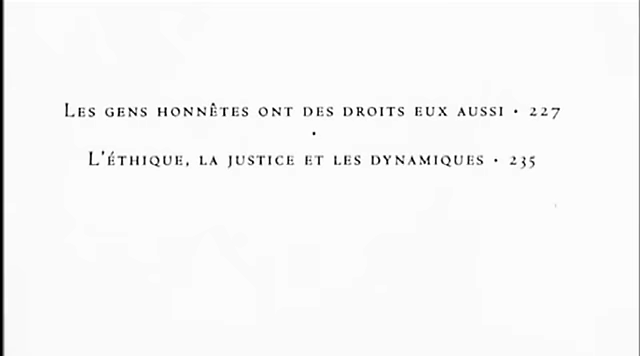 Les gens honnêtes ont des droits eux aussi • 227
•
L'éthique, la justice et les dynamiques • 235